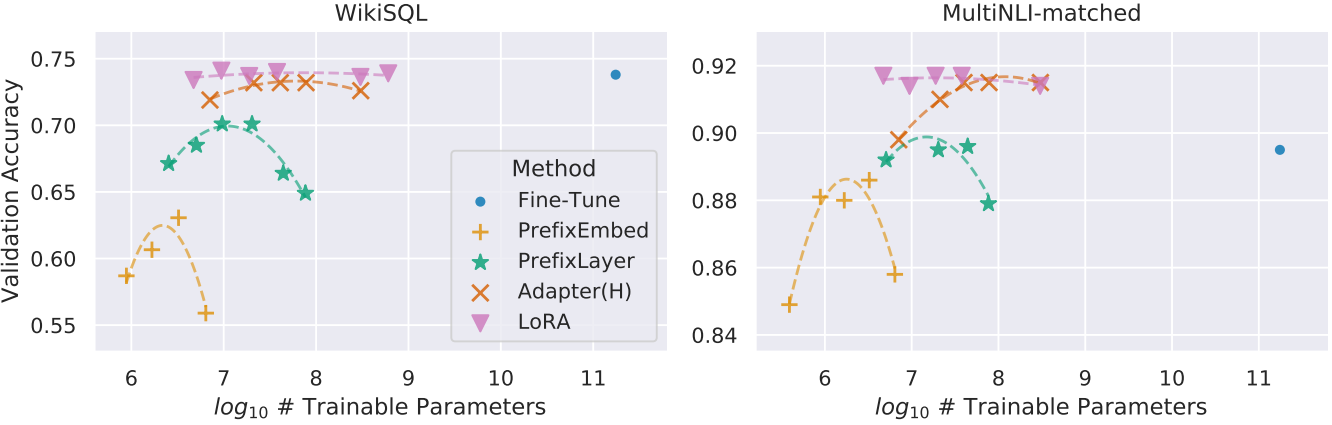 WikiSQL
Validation Accuracy
0.75
0.70
0.65
0.60
0.55
6 7 8 9 10 11
log10 # Trainable Parameters
Method
Fine-Tune
PrefixEmbed
PrefixLayer
Adapter(H)
LoRA
MultiNLI-matched
0.92
0.90
0.88
0.86
0.84
6 7 8 9 10 11
log10 # Trainable Parameters